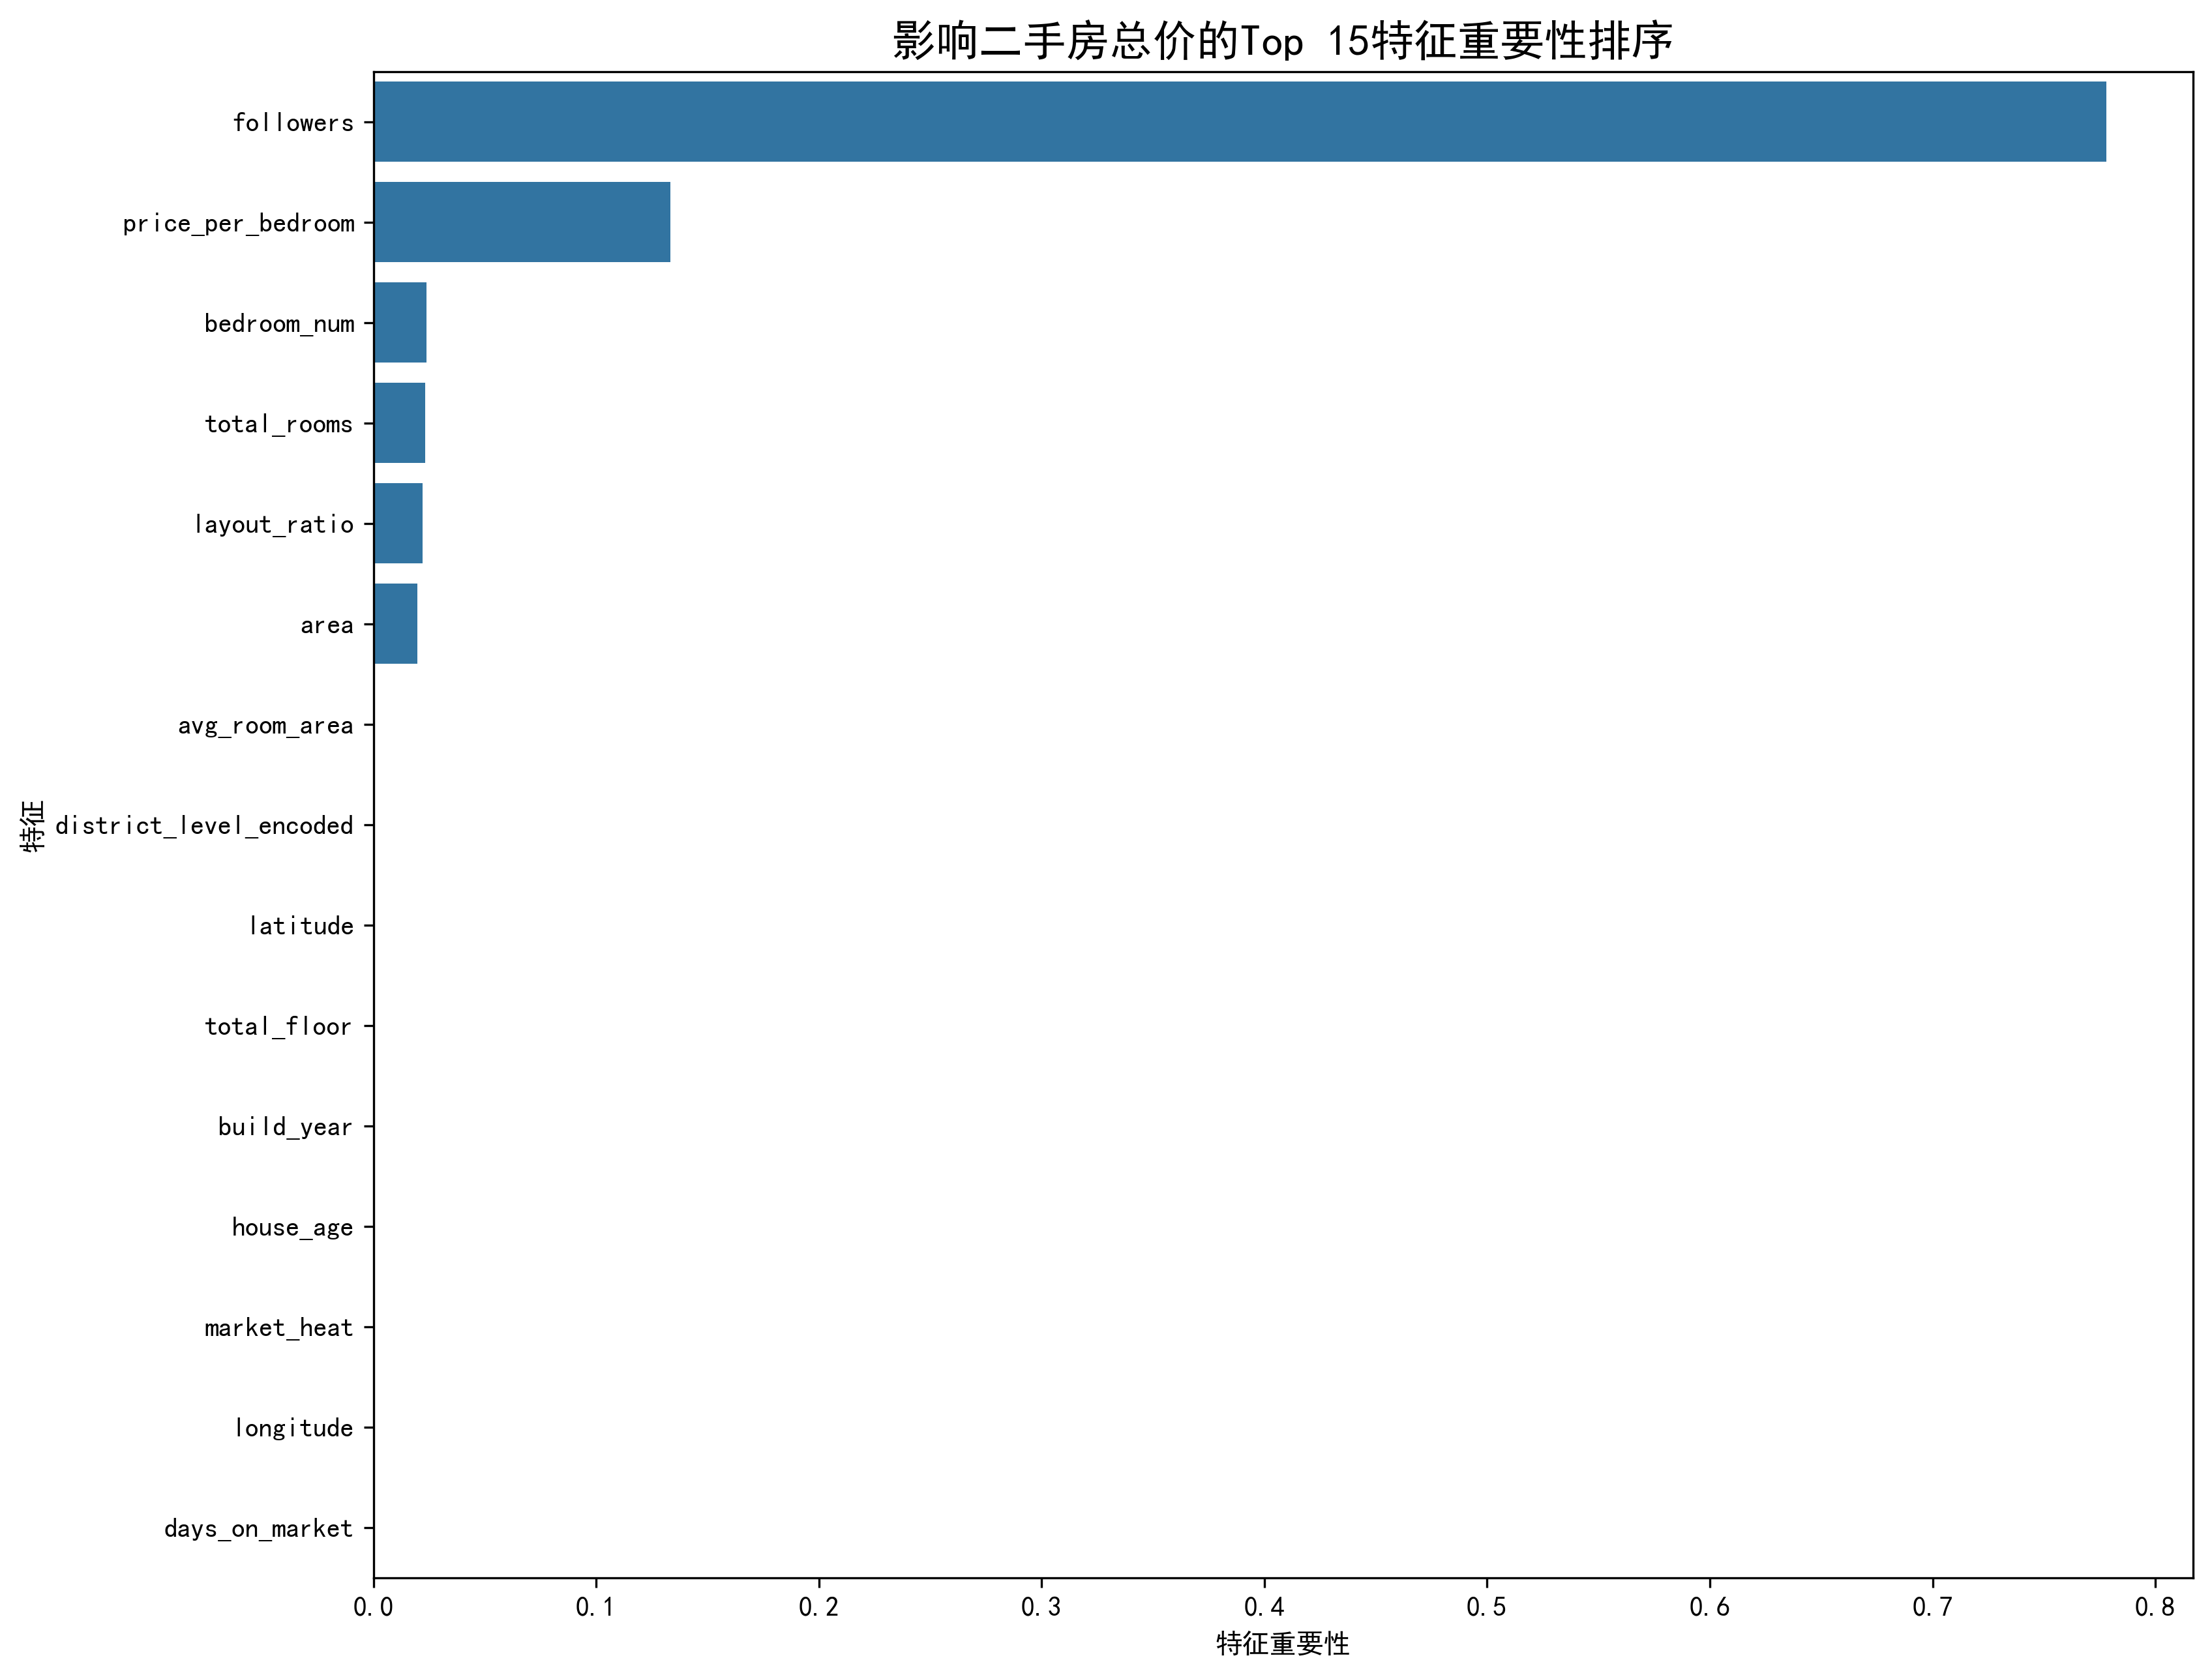 影响二手房总价的Top 15特征重要性排序
followers
price_per_bedroom
bedroom_num
total_rooms
layout_ratio
area
avg_room_area
district_level_encoded
latitude
total_floor
build_year
house_age
market_heat
longitude
days_on_market
特征
0.0 0.1 0.2 0.3 0.4 0.5 0.6 0.7 0.8
特征重要性